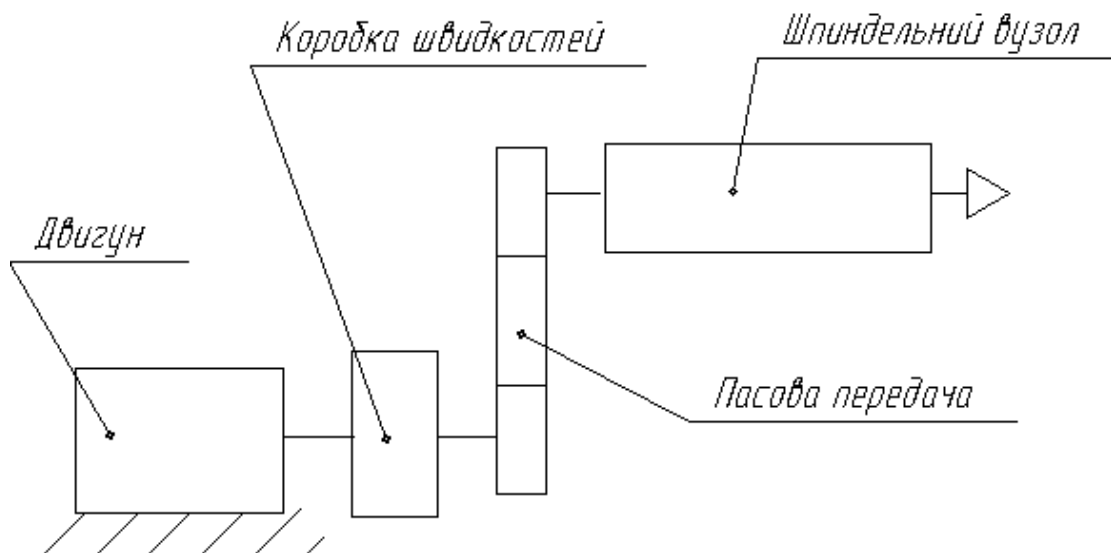 Коробка швидкостей
Шпиндельний вузол
Двигун
Пасова передача